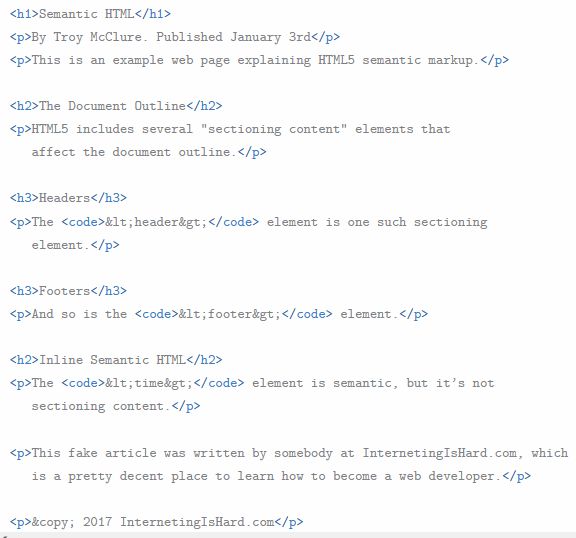 <h1>Semantic HTML</h1>
<p>By Troy McClure. Published January 3rd</p>
<p>This is an example web page explaining HTML5 semantic markup.</p>
<h2>The Document Outline</h2>
<p>HTML5 includes several "sectioning content" elements that
affect the document outline.</p>
<h3>Headers</h3>
<p>The <code>&lt;header&gt;</code> element is one such sectioning
element.</p>
<h3>Footers</h3>
<p>And so is the <code>&lt;footer&gt;</code> element.</p>
<h2>Inline Semantic HTML</h2>
<p>The <code>&lt;time&gt;</code> element is semantic, but it’s not
sectioning content.</p>
<p>This fake article was written by somebody at InternetingIsHard.com, which
is a pretty decent place to learn how to become a web developer.</p>
<p>&copy; 2017 InternetingIsHard.com</p>